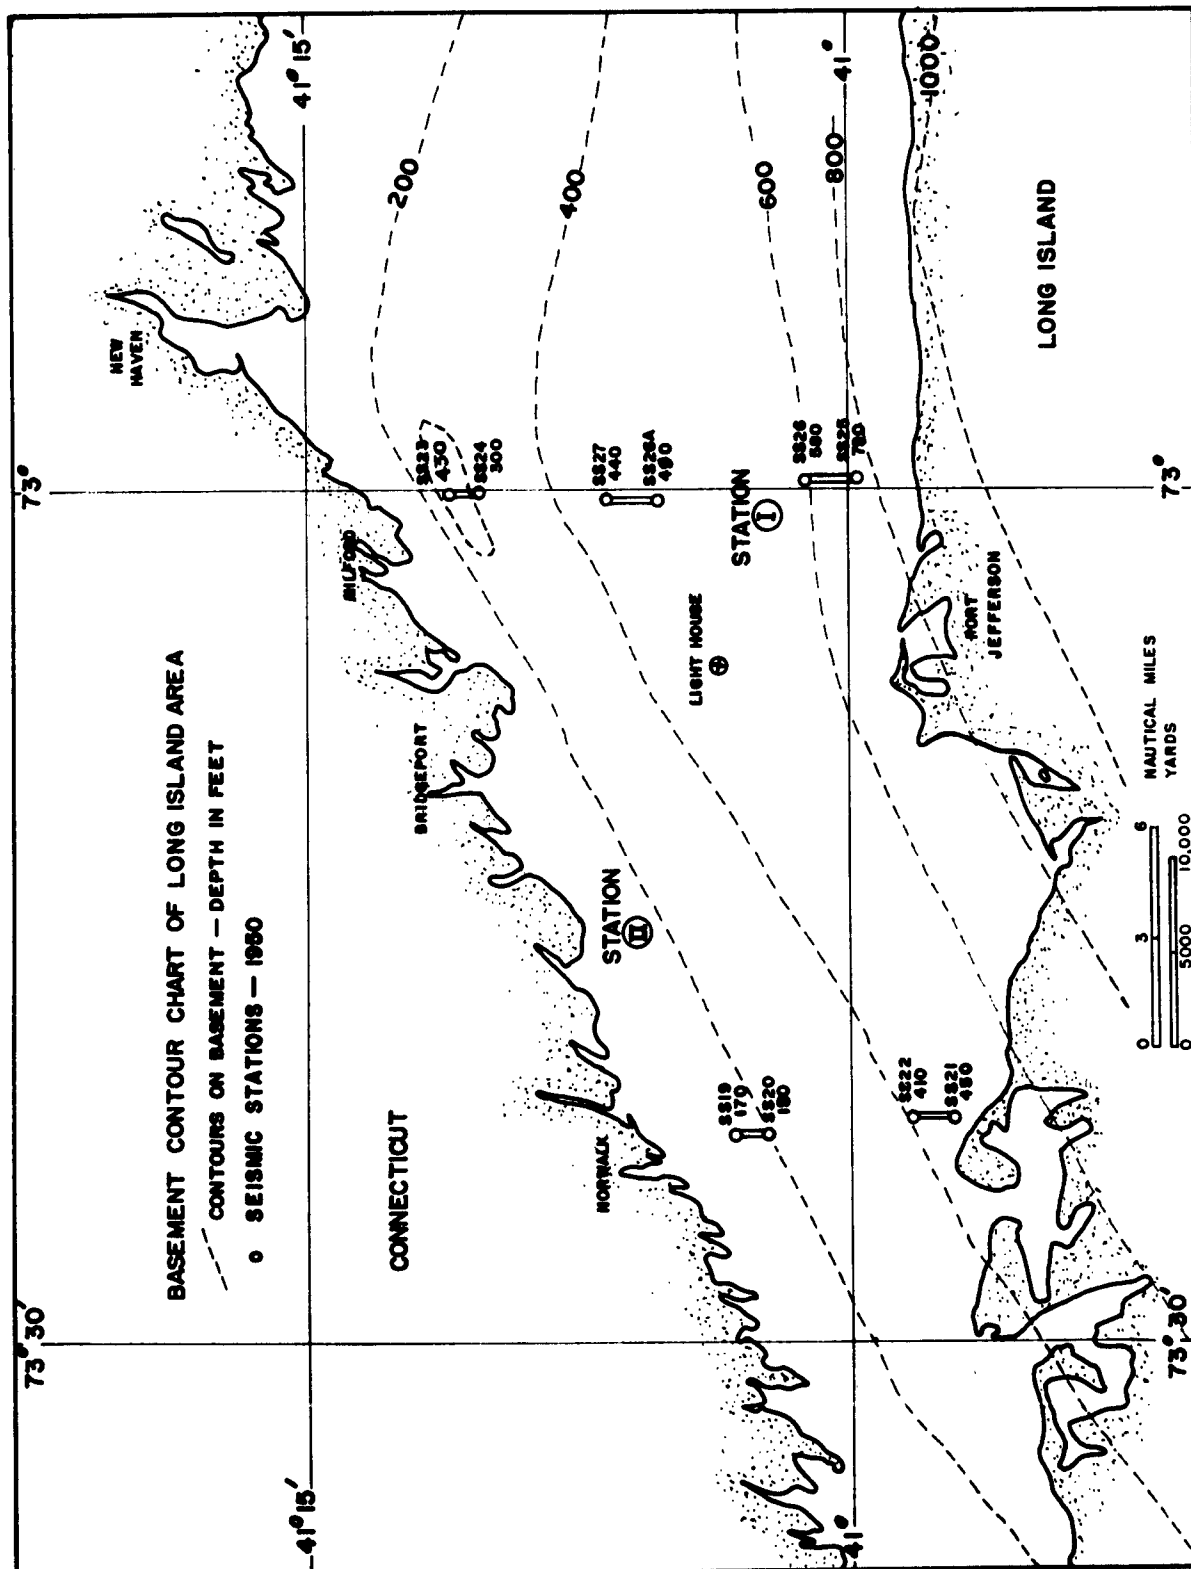 BASEMENT CONTOUR CHART OF LONG ISLAND AREA
CONTOURS ON BASEMENT — DEPTH IN FEET
o SEISMIC STATIONS — 1950
73° 30'
73°
41° 15'
41° 15'
NEW
HAVEN
MILFORD
BRIDGEPORT
NORWALK
CONNECTICUT
200
400
600
800
1000
SS23
430
SS24
300
SS27
440
SS26A
490
SS26
580
SS25
780
STATION
I
STATION
II
LIGHT HOUSE
SS19
170
SS20
180
SS22
410
SS21
450
41°
41°
PORT
JEFFERSON
LONG ISLAND
73° 30'
73°
0 3 6 NAUTICAL MILES
0 5000 10,000 YARDS